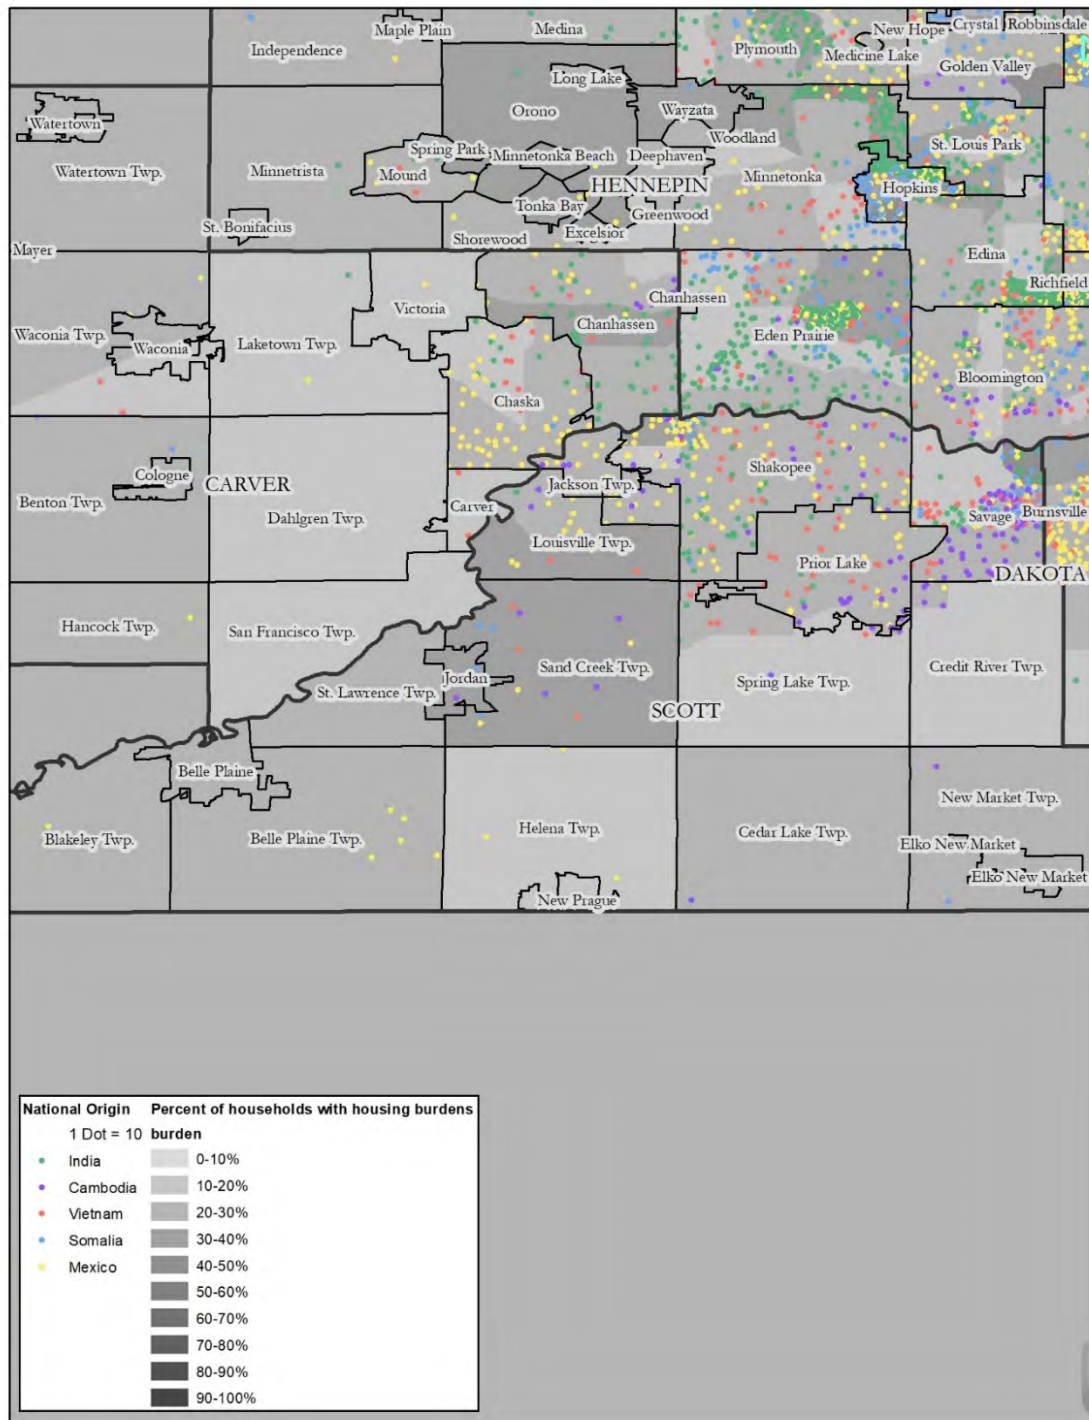 Maple Plain
Medina
New Hope
Crystal
Robbinsdale
Independence
Plymouth
Medicine Lake
Golden Valley
Long Lake
Orono
Wayzata
Watertown
Woodland
St. Louis Park
Spring Park
Minnetonka Beach
Deephaven
Watertown Twp.
Minnetrista
Mound
HENNEPIN
Minnetonka
Hopkins
Tonka Bay
Greenwood
St. Bonifacius
Excelsior
Shorewood
Mayer
Edina
Richfield
Chanhassen
Victoria
Chanhassen
Waconia Twp.
Waconia
Laketown Twp.
Eden Prairie
Bloomington
Chaska
Shakopee
Cologne
CARVER
Jackson Twp.
Benton Twp.
Carver
Dahlgren Twp.
Savage
Burnsville
Louisville Twp.
Prior Lake
DAKOTA
Hancock Twp.
San Francisco Twp.
Sand Creek Twp.
Credit River Twp.
Jordan
Spring Lake Twp.
St. Lawrence Twp.
SCOTT
Belle Plaine
New Market Twp.
Blakeley Twp.
Belle Plaine Twp.
Helena Twp.
Cedar Lake Twp.
Elko New Market
Elko New Market
New Prague
National Origin
1 Dot = 10
India
Cambodia
Vietnam
Somalia
Mexico
Percent of households with housing burdens
burden
0-10%
10-20%
20-30%
30-40%
40-50%
50-60%
60-70%
70-80%
80-90%
90-100%